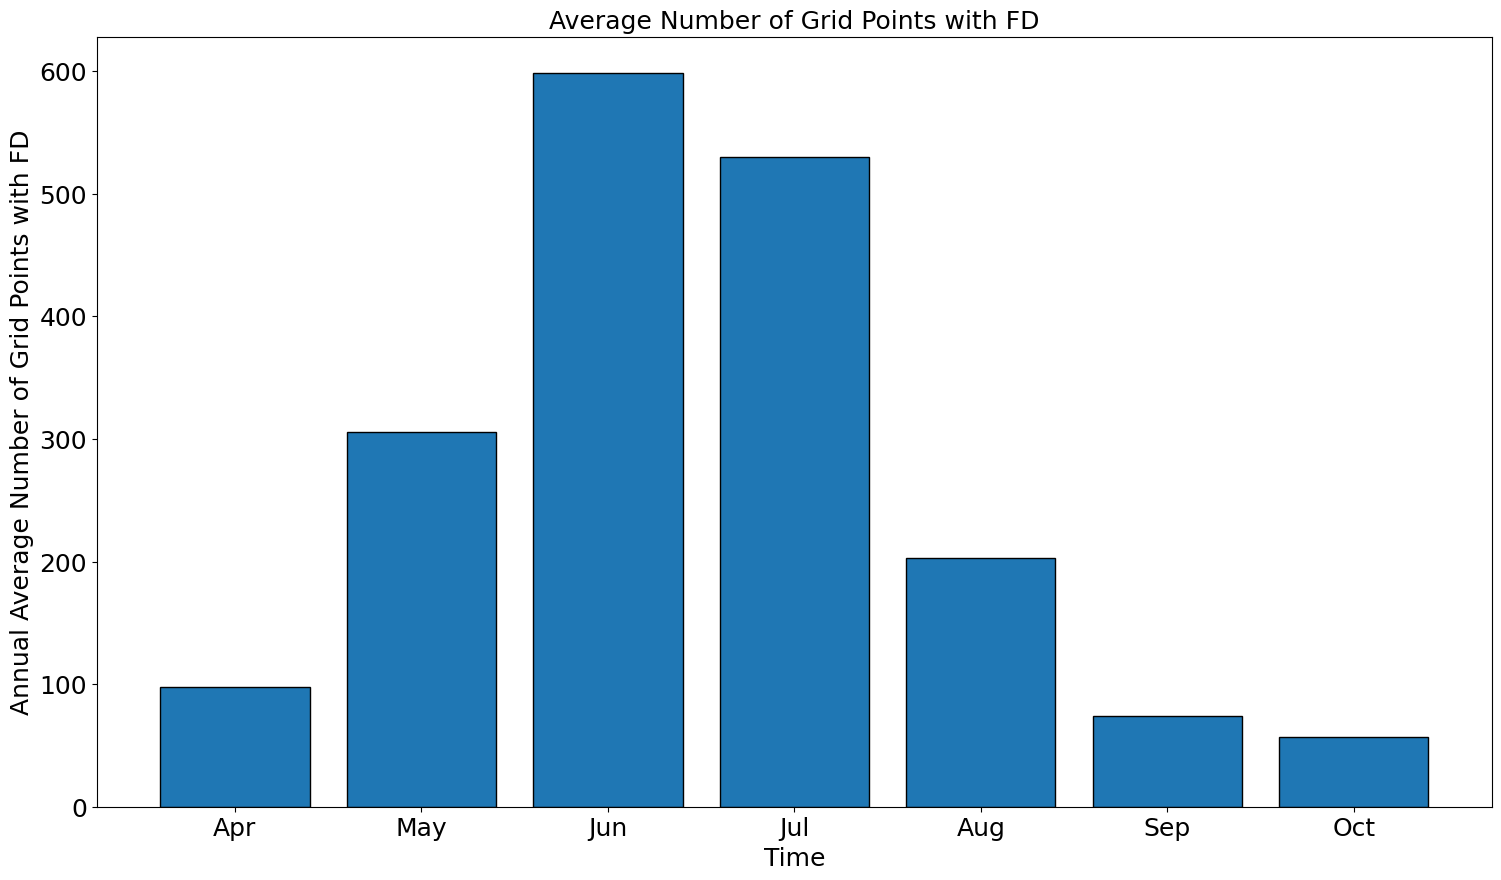 Average Number of Grid Points with FD
Annual Average Number of Grid Points with FD
600
500
400
300
200
100
0
Apr May Jun Jul Aug Sep Oct
Time